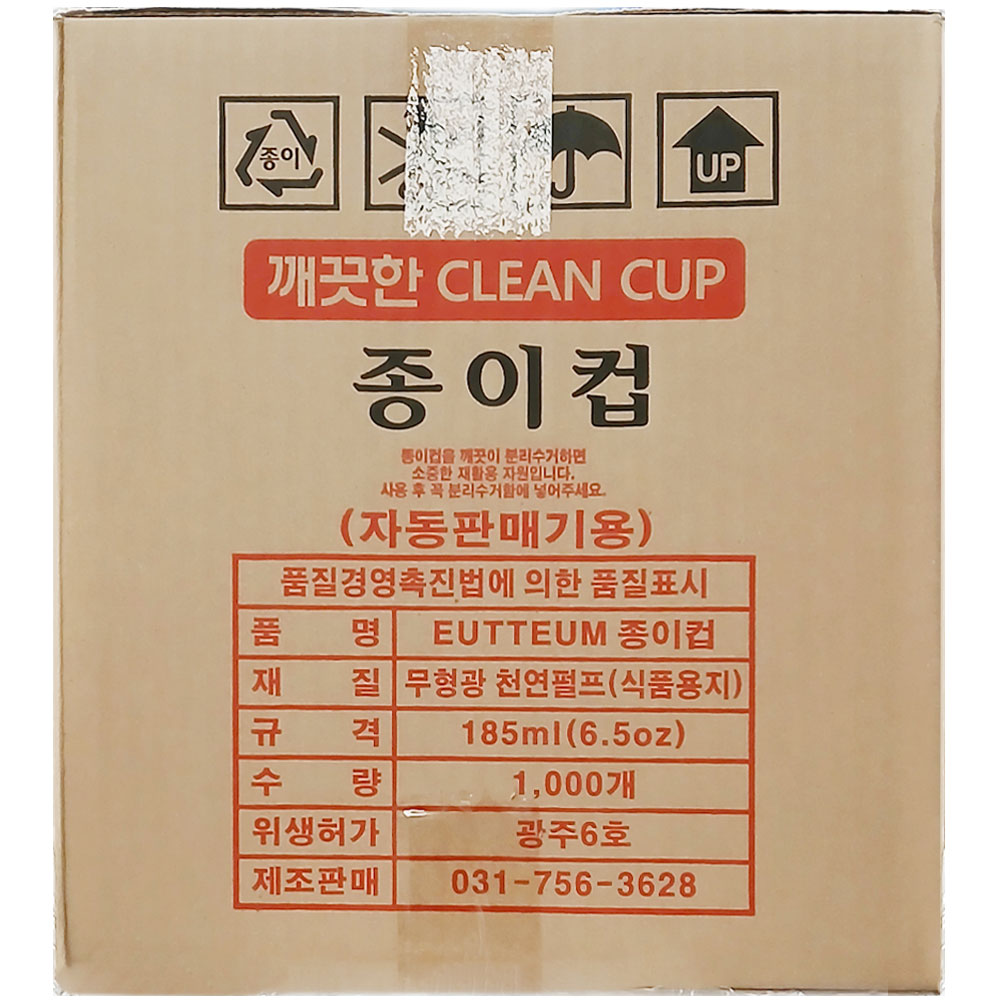 종이
UP
깨끗한 CLEAN CUP
종이컵
종이컵을 깨끗이 분리수거하면
소중한 재활용 자원입니다.
사용 후 꼭 분리수거함에 넣어주세요.
(자동판매기용)
품질경영촉진법에 의한 품질표시
품 명 EUTTEUM 종이컵
재 질 무형광 천연펄프(식품용지)
규 격 185ml(6.5oz)
수 량 1,000개
위생허가 광주6호
제조판매 031-756-3628